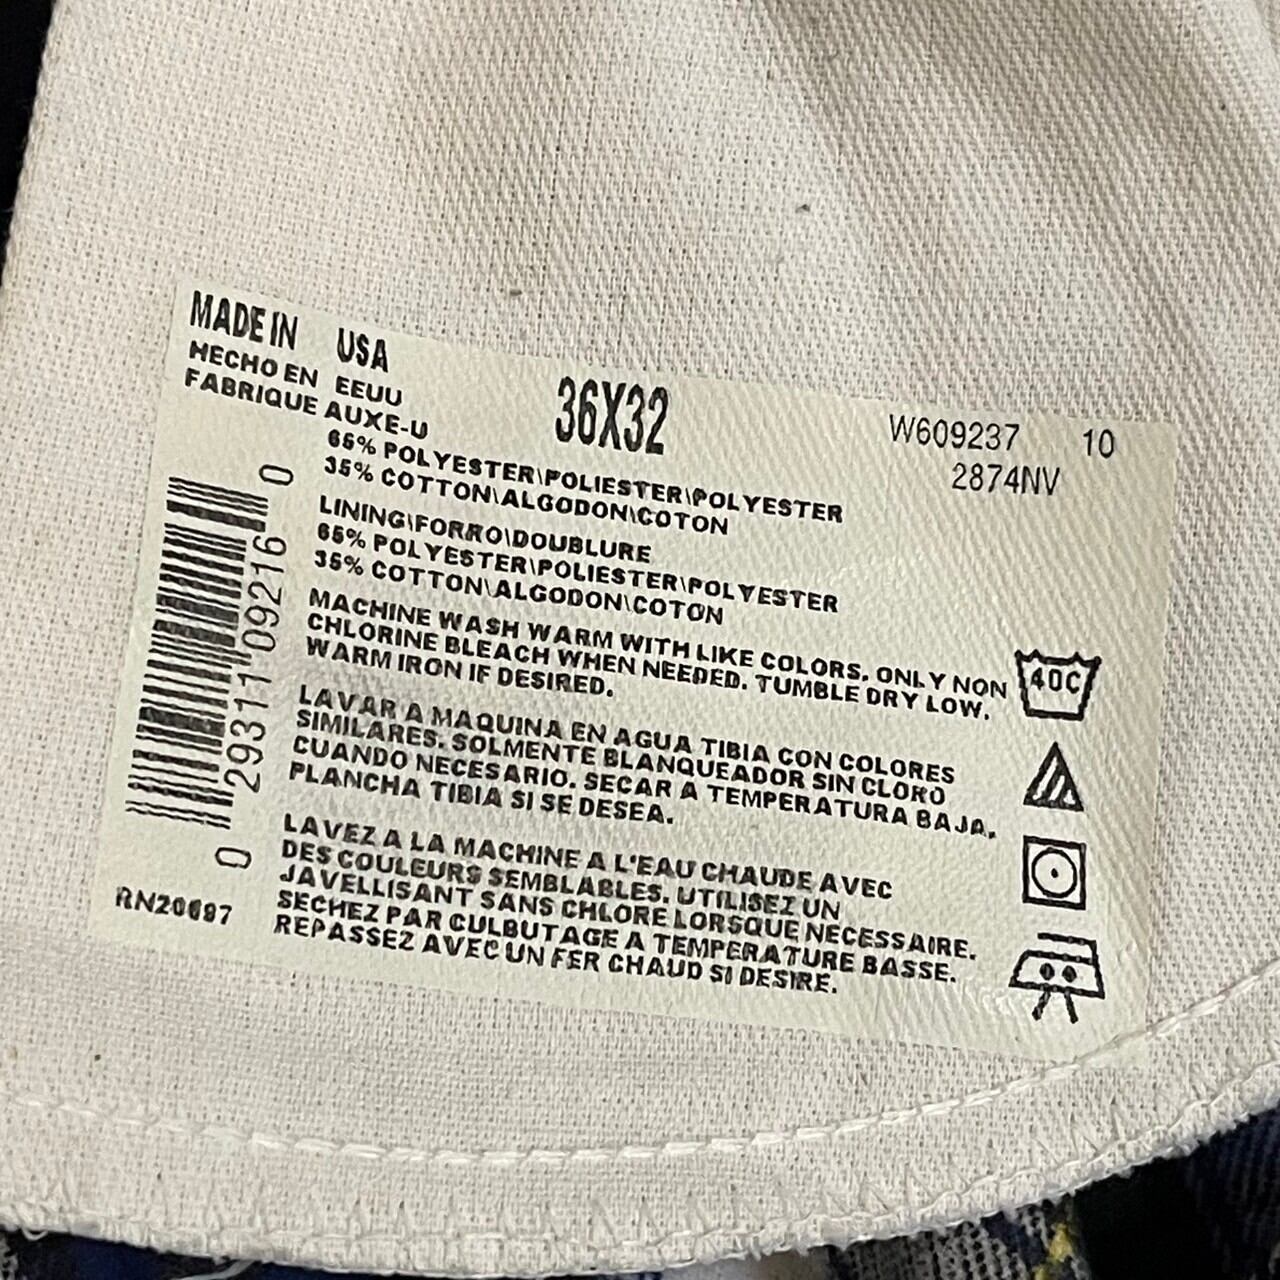 MADE IN USA
HECHO EN EEUU
FABRIQUE AUXE-U
36X32
W609237 10
2874NV
65% POLYESTER\POLIESTER\POLYESTER
35% COTTON\ALGODON\COTON
LINING\FORRO\DOUBLURE
65% POLYESTER\POLIESTER\POLYESTER
35% COTTON\ALGODON\COTON
MACHINE WASH WARM WITH LIKE COLORS. ONLY NON
CHLORINE BLEACH WHEN NEEDED. TUMBLE DRY LOW.
WARM IRON IF DESIRED.
LAVAR A MAQUINA EN AGUA TIBIA CON COLORES
SIMILARES. SOLMENTE BLANQUEADOR SIN CLORO
CUANDO NECESARIO. SECAR A TEMPERATURA BAJA.
PLANCHA TIBIA SI SE DESEA.
LAVEZ A LA MACHINE A L'EAU CHAUDE AVEC
DES COULEURS SEMBLABLES. UTILISEZ UN
JAVELLISANT SANS CHLORE LORSQUE NECESSAIRE.
SECHEZ PAR CULBUTAGE A TEMPERATURE BASSE.
REPASSEZ AVEC UN FER CHAUD SI DESIRE.
40C
0 29311 09216 0
RN20697